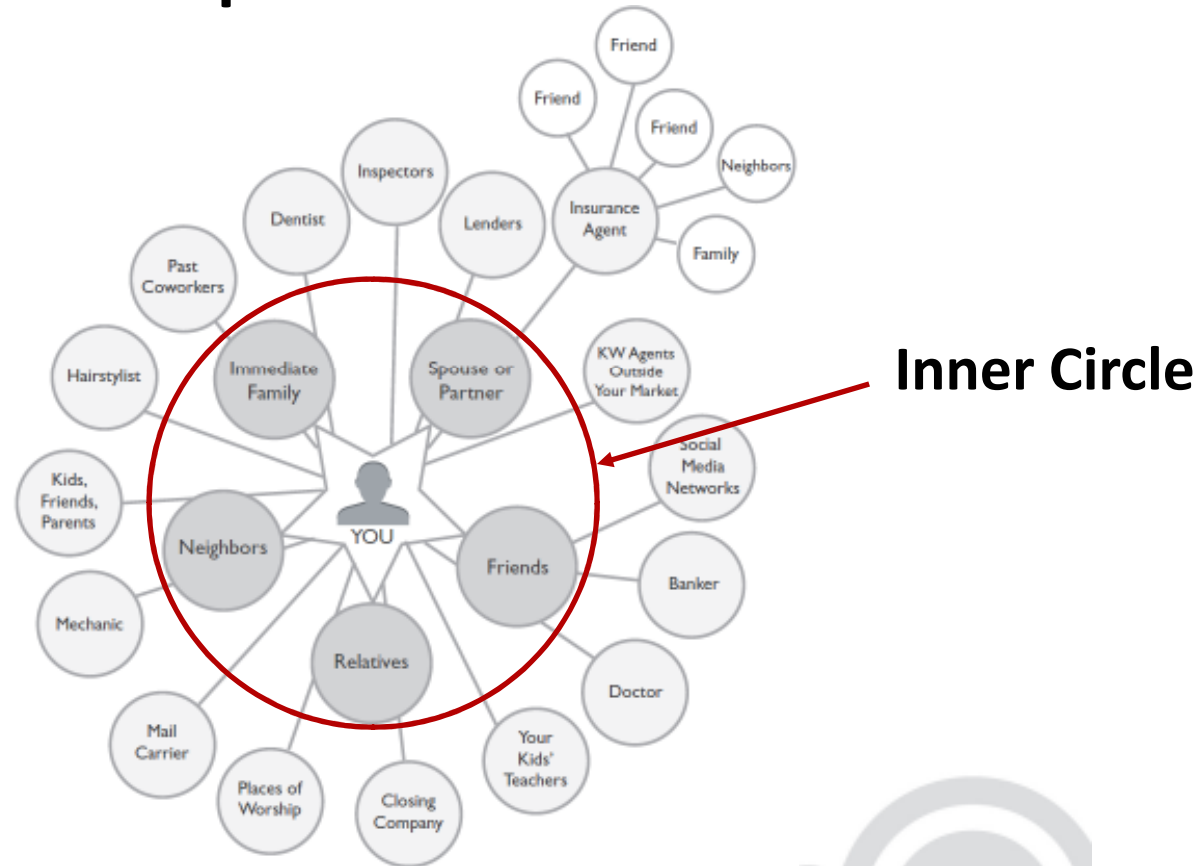 Friend
Friend
Friend
Neighbors
Family
Insurance
Agent
Inspectors
Lenders
Dentist
Past
Coworkers
Hairstylist
Immediate
Family
Spouse or
Partner
KW Agents
Outside
Your Market
Inner Circle
Social
Media
Networks
Kids,
Friends,
Parents
Neighbors
YOU
Friends
Banker
Mechanic
Relatives
Doctor
Mail
Carrier
Places of
Worship
Closing
Company
Your
Kids'
Teachers